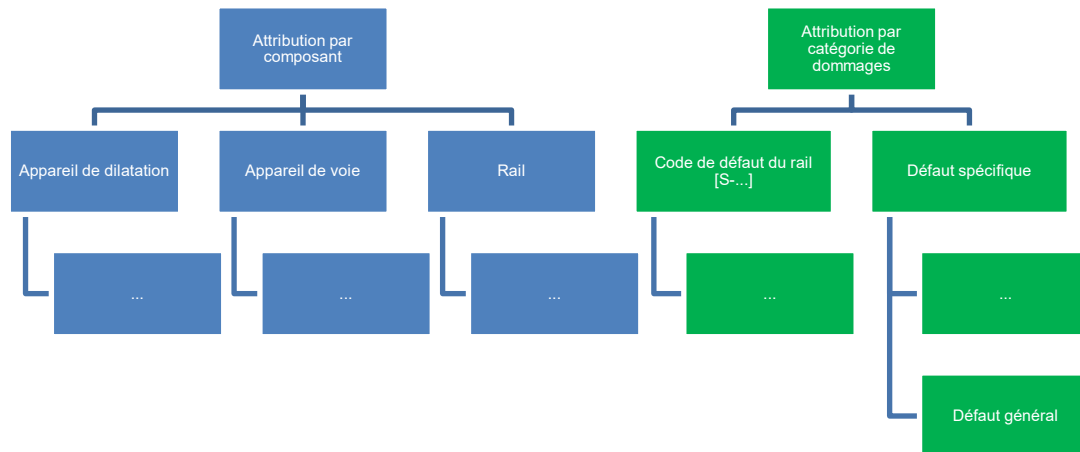 Attribution par
composant
Attribution par
catégorie de
dommages
Appareil de dilatation
Appareil de voie
Rail
Code de défaut du rail
[S-...]
Défaut spécifique
...
...
...
...
...
Défaut général